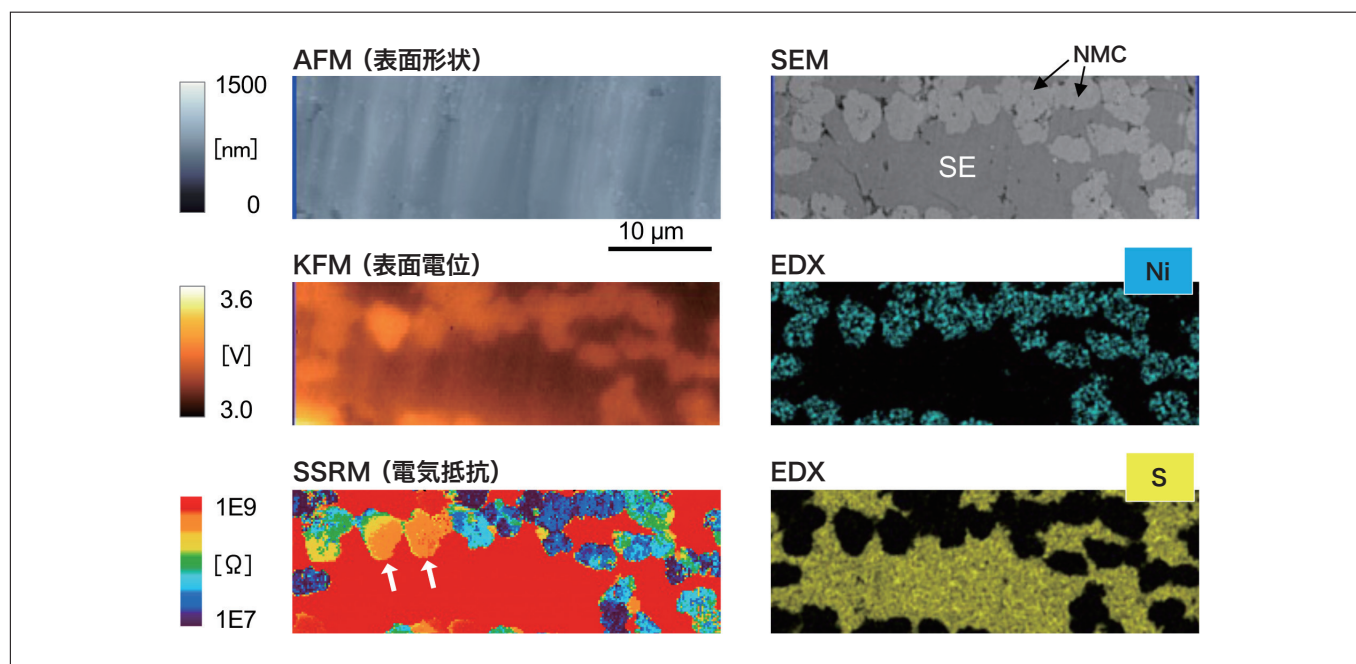 AFM（表面形状）
1500
[nm]
0
10 µm
SEM
NMC
SE
KFM（表面電位）
3.6
[V]
3.0
EDX
Ni
SSRM（電気抵抗）
1E9
[Ω]
1E7
EDX
S